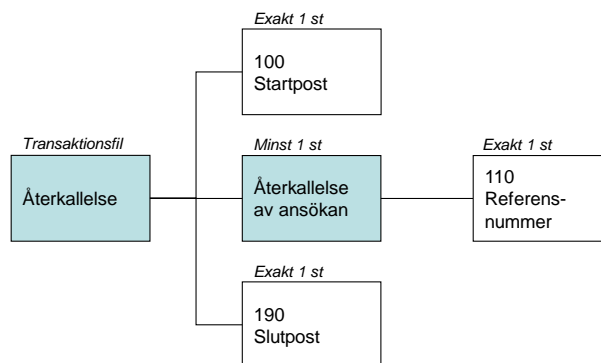 Exakt 1 st
100
Startpost
Transaktionsfil
Återkallelse
Minst 1 st
Återkallelse
av ansökan
Exakt 1 st
110
Referens-
nummer
Exakt 1 st
190
Slutpost